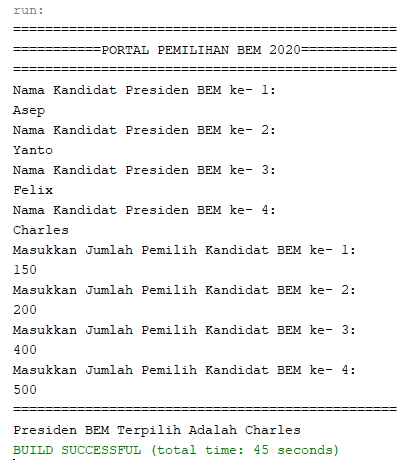 run:
================================================
===========PORTAL PEMILIHAN BEM 2020============
================================================
Nama Kandidat Presiden BEM ke- 1:
Asep
Nama Kandidat Presiden BEM ke- 2:
Yanto
Nama Kandidat Presiden BEM ke- 3:
Felix
Nama Kandidat Presiden BEM ke- 4:
Charles
Masukkan Jumlah Pemilih Kandidat BEM ke- 1:
150
Masukkan Jumlah Pemilih Kandidat BEM ke- 2:
200
Masukkan Jumlah Pemilih Kandidat BEM ke- 3:
400
Masukkan Jumlah Pemilih Kandidat BEM ke- 4:
500
================================================
Presiden BEM Terpilih Adalah Charles
BUILD SUCCESSFUL (total time: 45 seconds)